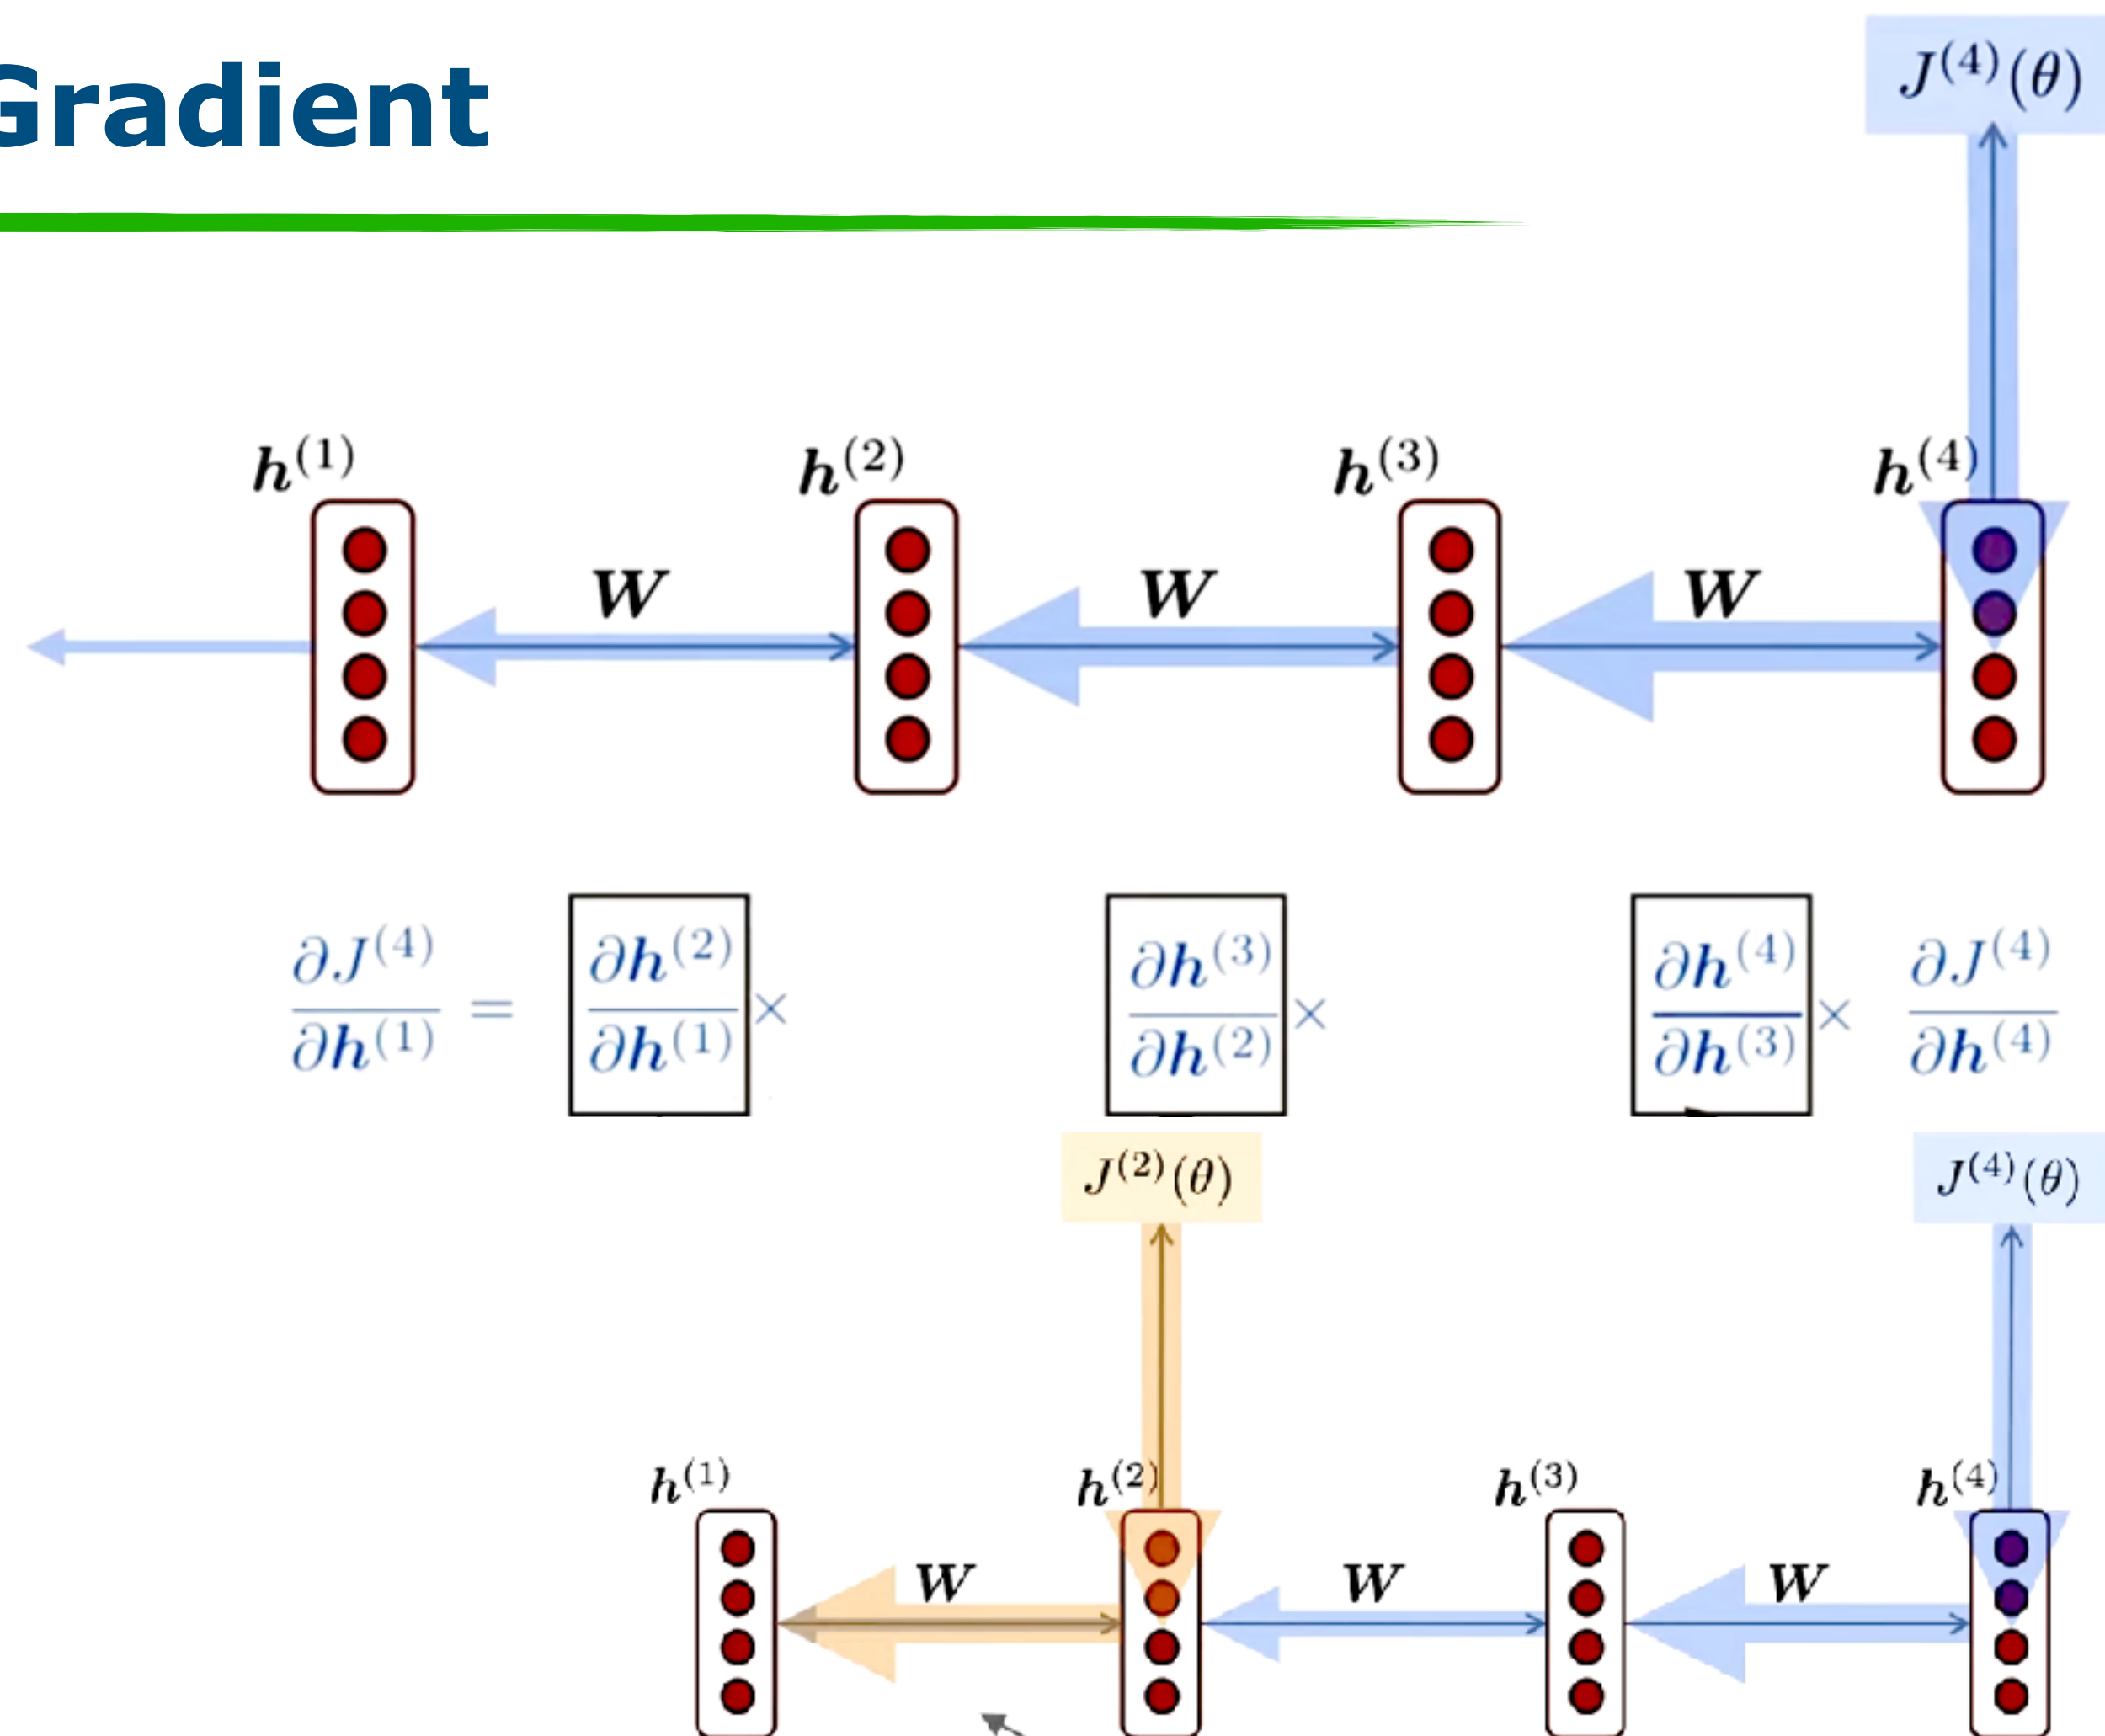 Gradient
J^{(4)}(θ)
h^{(1)} h^{(2)} h^{(3)} h^{(4)}
W W W
∂J^{(4)}/∂h^{(1)} = ∂h^{(2)}/∂h^{(1)} × ∂h^{(3)}/∂h^{(2)} × ∂h^{(4)}/∂h^{(3)} × ∂J^{(4)}/∂h^{(4)}
J^{(2)}(θ) J^{(4)}(θ)
h^{(1)} h^{(2)} h^{(3)} h^{(4)}
W W W